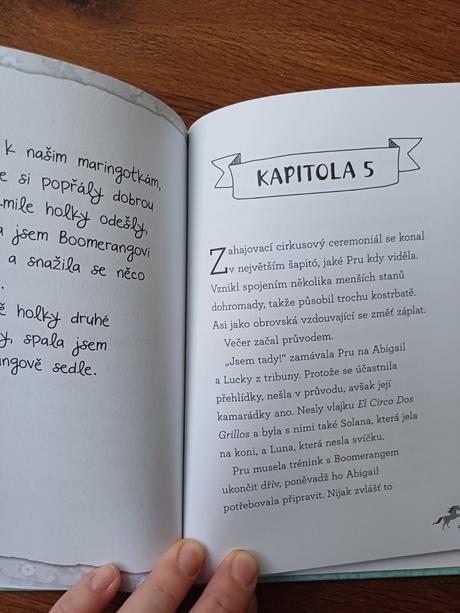 k našim maringotkám,
e si popřály dobrou
mile holky odešly,
a jsem Boomerangovi
a snažila se něco
.
ě holky druhé
y, spala jsem
ngově sedle.
KAPITOLA 5
Zahajovací cirkusový ceremoniál se konal
v největším šapitó, jaké Pru kdy viděla.
Vznikl spojením několika menších stanů
dohromady, takže působil trochu kostrbatě.
Asi jako obrovská vzdouvající se změť záplat.
Večer začal průvodem.
„Jsem tady!“ zamávala Pru na Abigail
a Lucky z tribuny. Protože se účastnila
přehlídky, nešla v průvodu, avšak její
kamarádky ano. Nesly vlajku El Circo Dos
Grillos a byla s nimi také Solana, která jela
na koni, a Luna, která nesla svíčku.
Pru musela trénink s Boomerangem
ukončit dřív, poněvadž ho Abigail
potřebovala připravit. Nijak zvlášť to